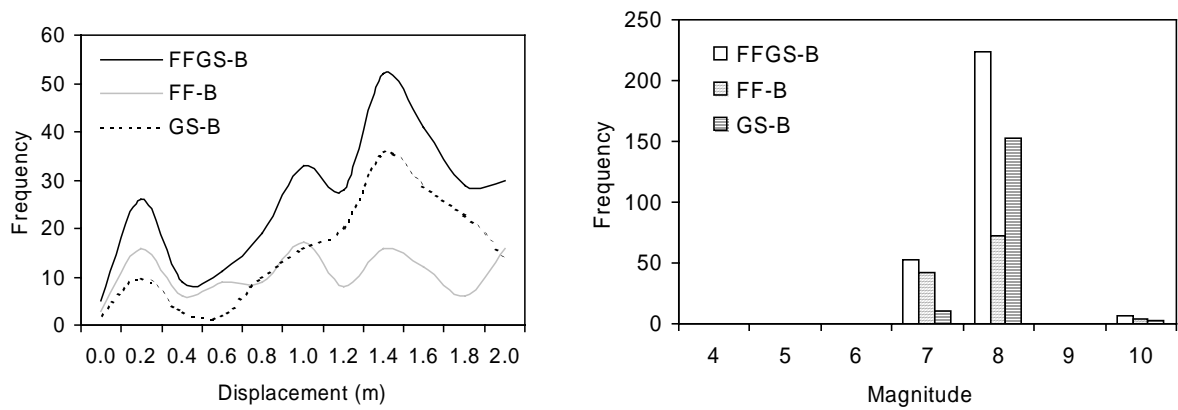 60
50
40
30
20
10
0
Frequency
FFGS-B
FF-B
GS-B
0.0 0.2 0.4 0.6 0.8 1.0 1.2 1.4 1.6 1.8 2.0
Displacement (m)
250
200
150
100
50
0
Frequency
FFGS-B
FF-B
GS-B
4 5 6 7 8 9 10
Magnitude